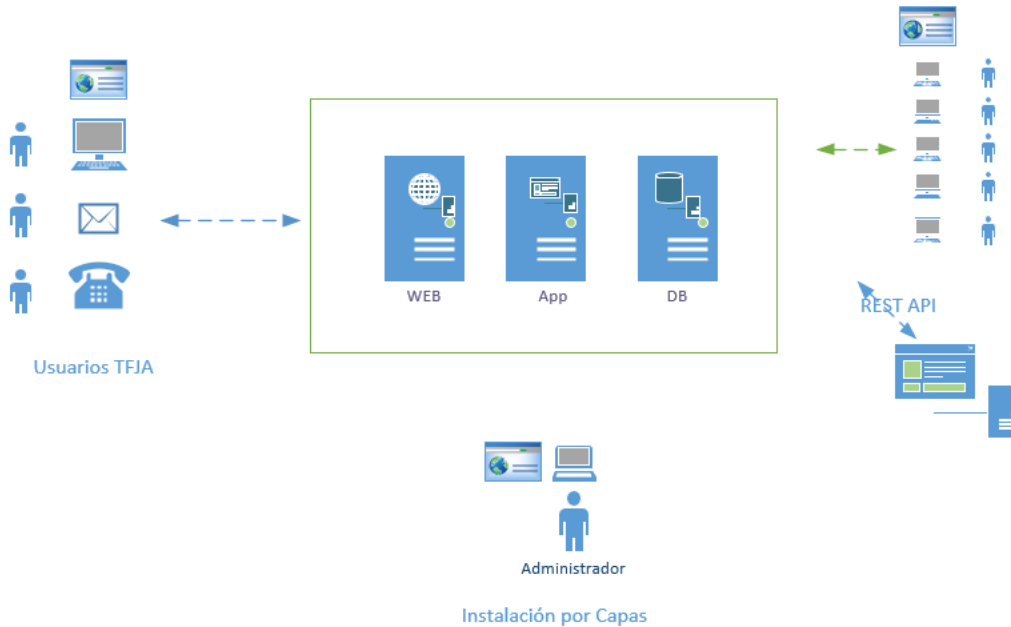 WEB
App
DB
REST API
Usuarios TFJA
Administrador
Instalación por Capas